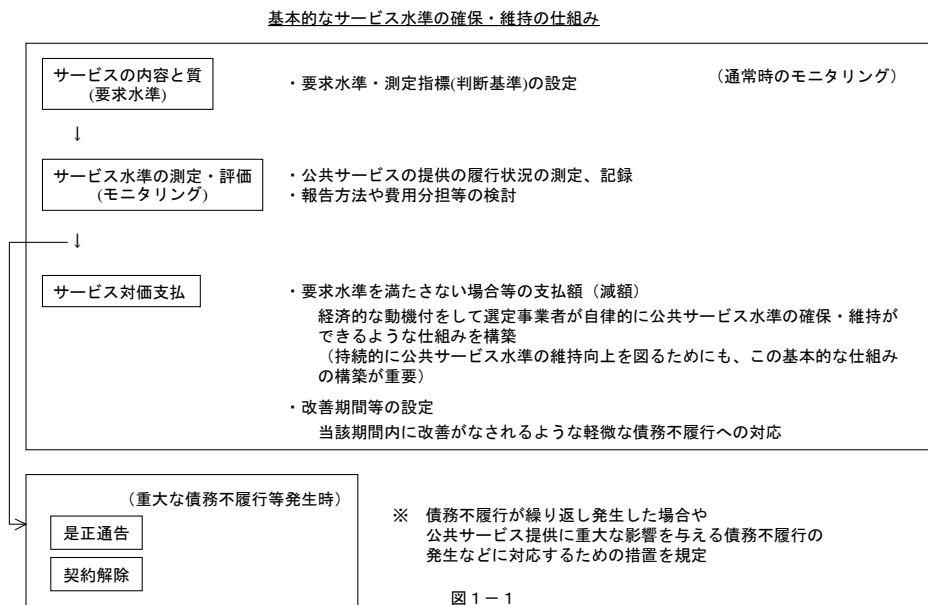 基本的なサービス水準の確保・維持の仕組み
サービスの内容と質
(要求水準)
・要求水準・測定指標(判断基準)の設定
(通常時のモニタリング)
↓
サービス水準の測定・評価
(モニタリング)
・公共サービスの提供の履行状況の測定、記録
・報告方法や費用分担等の検討
↓
サービス対価支払
・要求水準を満たさない場合等の支払額（減額）
経済的な動機付をして選定事業者が自律的に公共サービス水準の確保・維持が
できるような仕組みを構築
（持続的に公共サービス水準の維持向上を図るためにも、この基本的な仕組み
の構築が重要）
・改善期間等の設定
当該期間内に改善がなされるような軽微な債務不履行への対応
（重大な債務不履行等発生時）
是正通告
契約解除
※　債務不履行が繰り返し発生した場合や
公共サービス提供に重大な影響を与える債務不履行の
発生などに対応するための措置を規定
図１－１